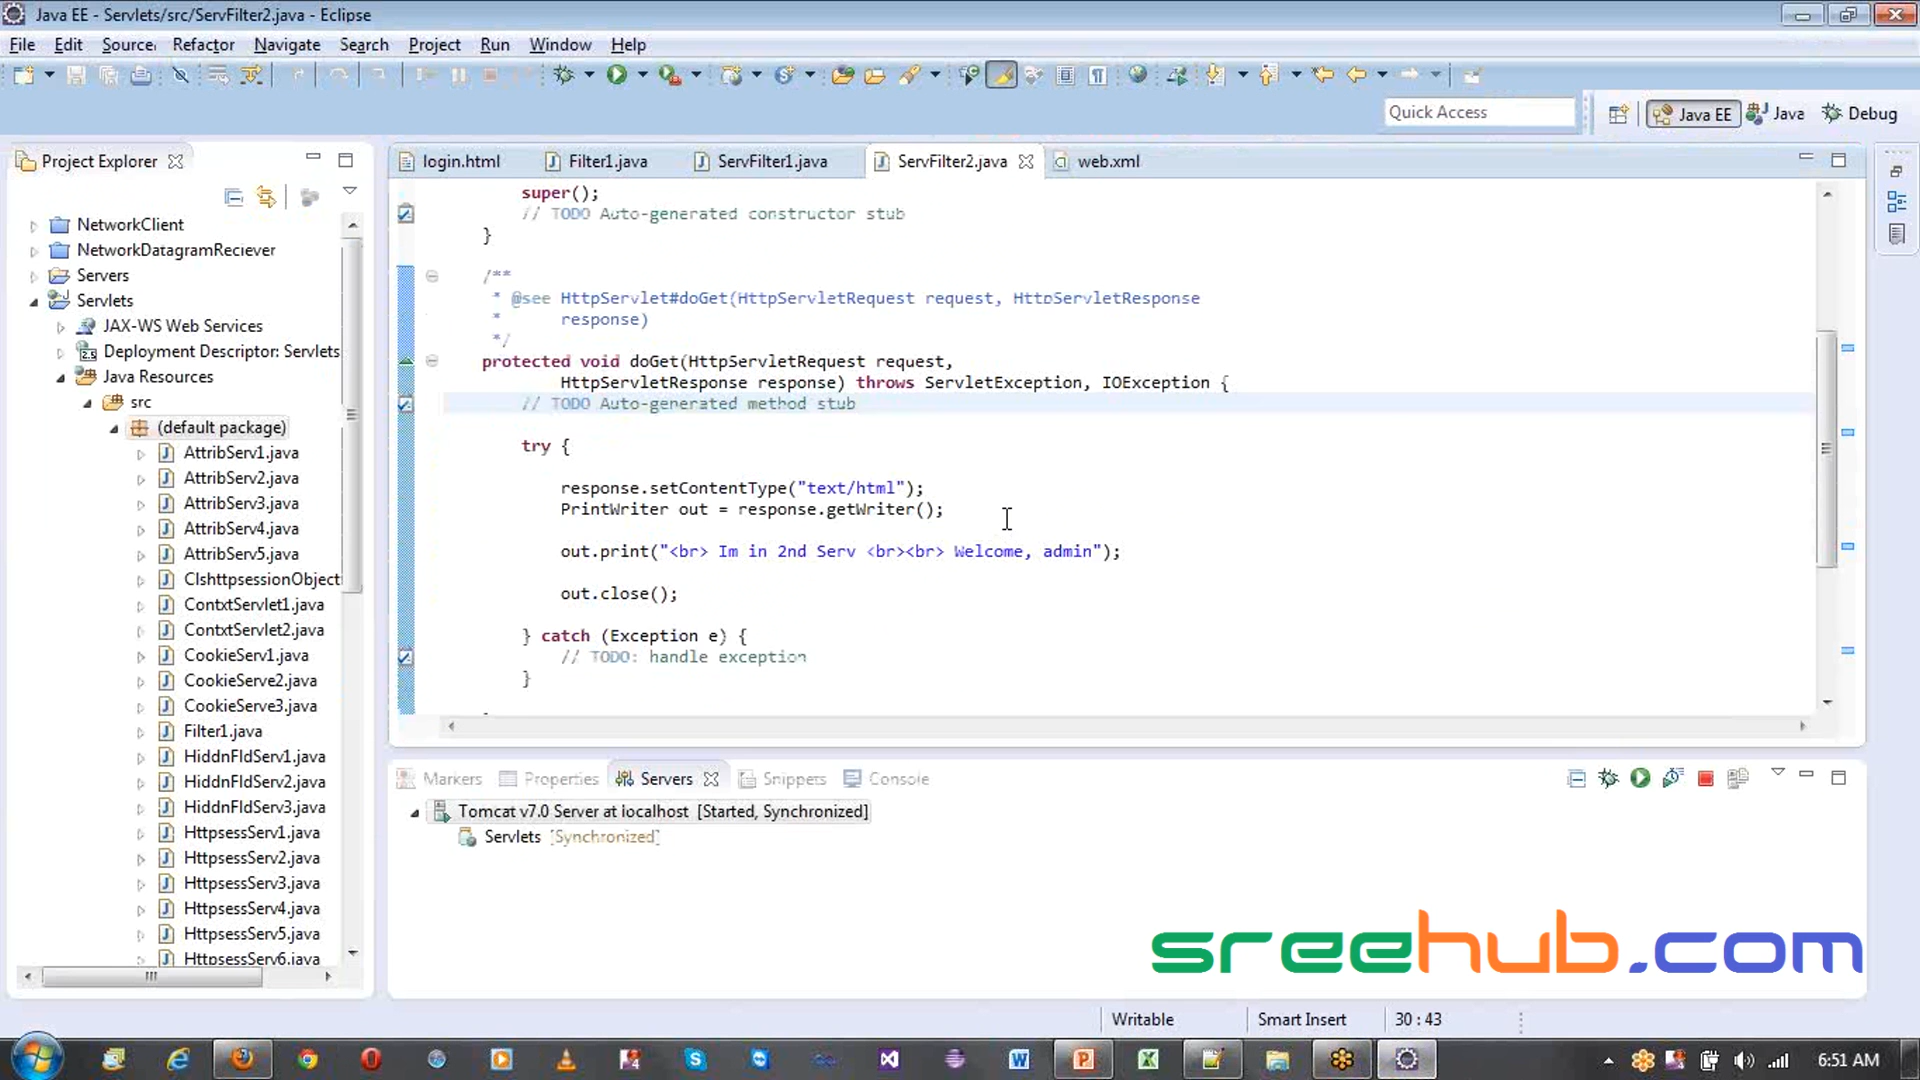 Java EE - Servlets/src/ServFilter2.java - Eclipse
File Edit Source Refactor Navigate Search Project Run Window Help
Quick Access
Java EE Java Debug
Project Explorer
login.html Filter1.java ServFilter1.java ServFilter2.java web.xml
NetworkClient
NetworkDatagramReciever
Servers
Servlets
JAX-WS Web Services
Deployment Descriptor: Servlets
Java Resources
src
(default package)
AttribServ1.java
AttribServ2.java
AttribServ3.java
AttribServ4.java
AttribServ5.java
ClshttpsessionObject
ContxtServlet1.java
ContxtServlet2.java
CookieServ1.java
CookieServe2.java
CookieServe3.java
Filter1.java
HiddnFldServ1.java
HiddnFldServ2.java
HiddnFldServ3.java
HttpsessServ1.java
HttpsessServ2.java
HttpsessServ3.java
HttpsessServ4.java
HttpsessServ5.java
HttpsessServ6.java
super();
// TODO Auto-generated constructor stub
}
/**
* @see HttpServlet#doGet(HttpServletRequest request, HttpServletResponse
* response)
*/
protected void doGet(HttpServletRequest request,
HttpServletResponse response) throws ServletException, IOException {
// TODO Auto-generated method stub
try {
response.setContentType("text/html");
PrintWriter out = response.getWriter();
out.print("<br> Im in 2nd Serv <br><br> Welcome, admin");
out.close();
} catch (Exception e) {
// TODO: handle exception
}
Markers Properties Servers Snippets Console
Tomcat v7.0 Server at localhost [Started, Synchronized]
Servlets [Synchronized]
sreehub.com
Writable Smart Insert 30 : 43
6:51 AM